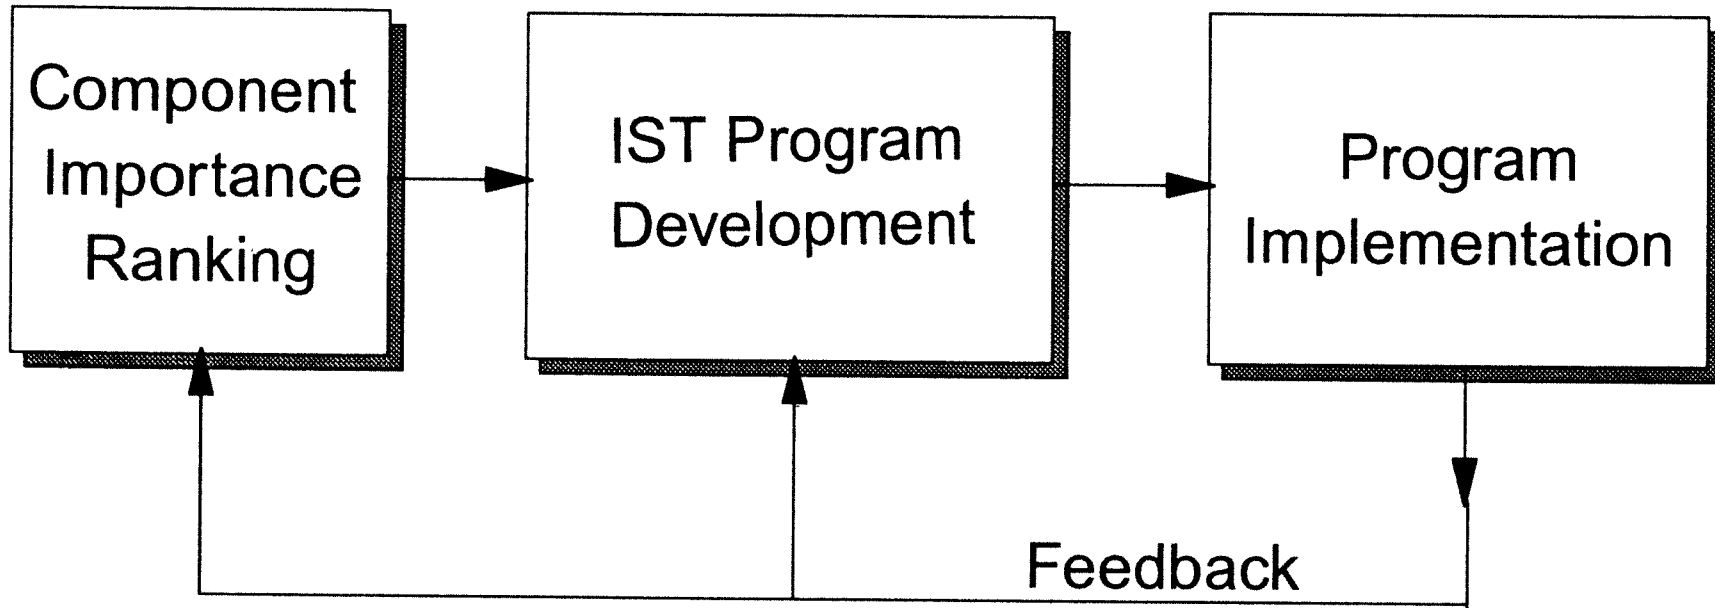 Component
Importance
Ranking
IST Program
Development
Program
Implementation
Feedback